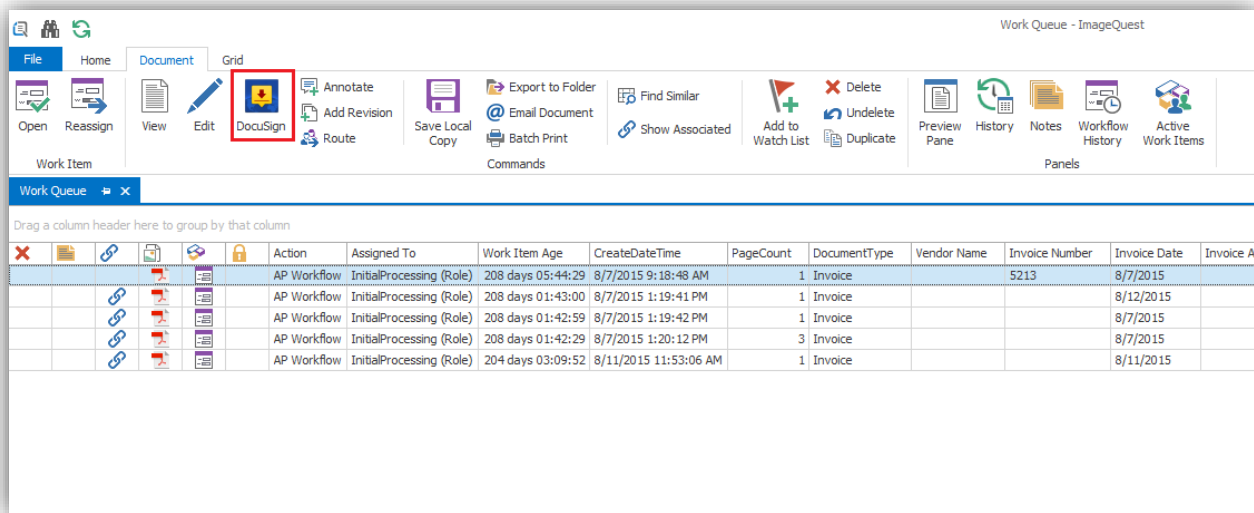 Work Queue - ImageQuest
File Home Document Grid
Open Reassign View Edit DocuSign Annotate Add Revision Route Save Local Copy Export to Folder Email Document Batch Print Find Similar Show Associated Add to Watch List Delete Undelete Duplicate Preview Pane History Notes Workflow History Active Work Items
Work Item Commands Panels
Work Queue
Drag a column header here to group by that column
Action Assigned To Work Item Age CreateDateTime PageCount DocumentType Vendor Name Invoice Number Invoice Date Invoice A
AP Workflow InitialProcessing (Role) 208 days 05:44:29 8/7/2015 9:18:48 AM 1 Invoice 5213 8/7/2015
AP Workflow InitialProcessing (Role) 208 days 01:43:00 8/7/2015 1:19:41 PM 1 Invoice 8/12/2015
AP Workflow InitialProcessing (Role) 208 days 01:42:59 8/7/2015 1:19:42 PM 1 Invoice 8/7/2015
AP Workflow InitialProcessing (Role) 208 days 01:42:29 8/7/2015 1:20:12 PM 3 Invoice 8/7/2015
AP Workflow InitialProcessing (Role) 204 days 03:09:52 8/11/2015 11:53:06 AM 1 Invoice 8/11/2015